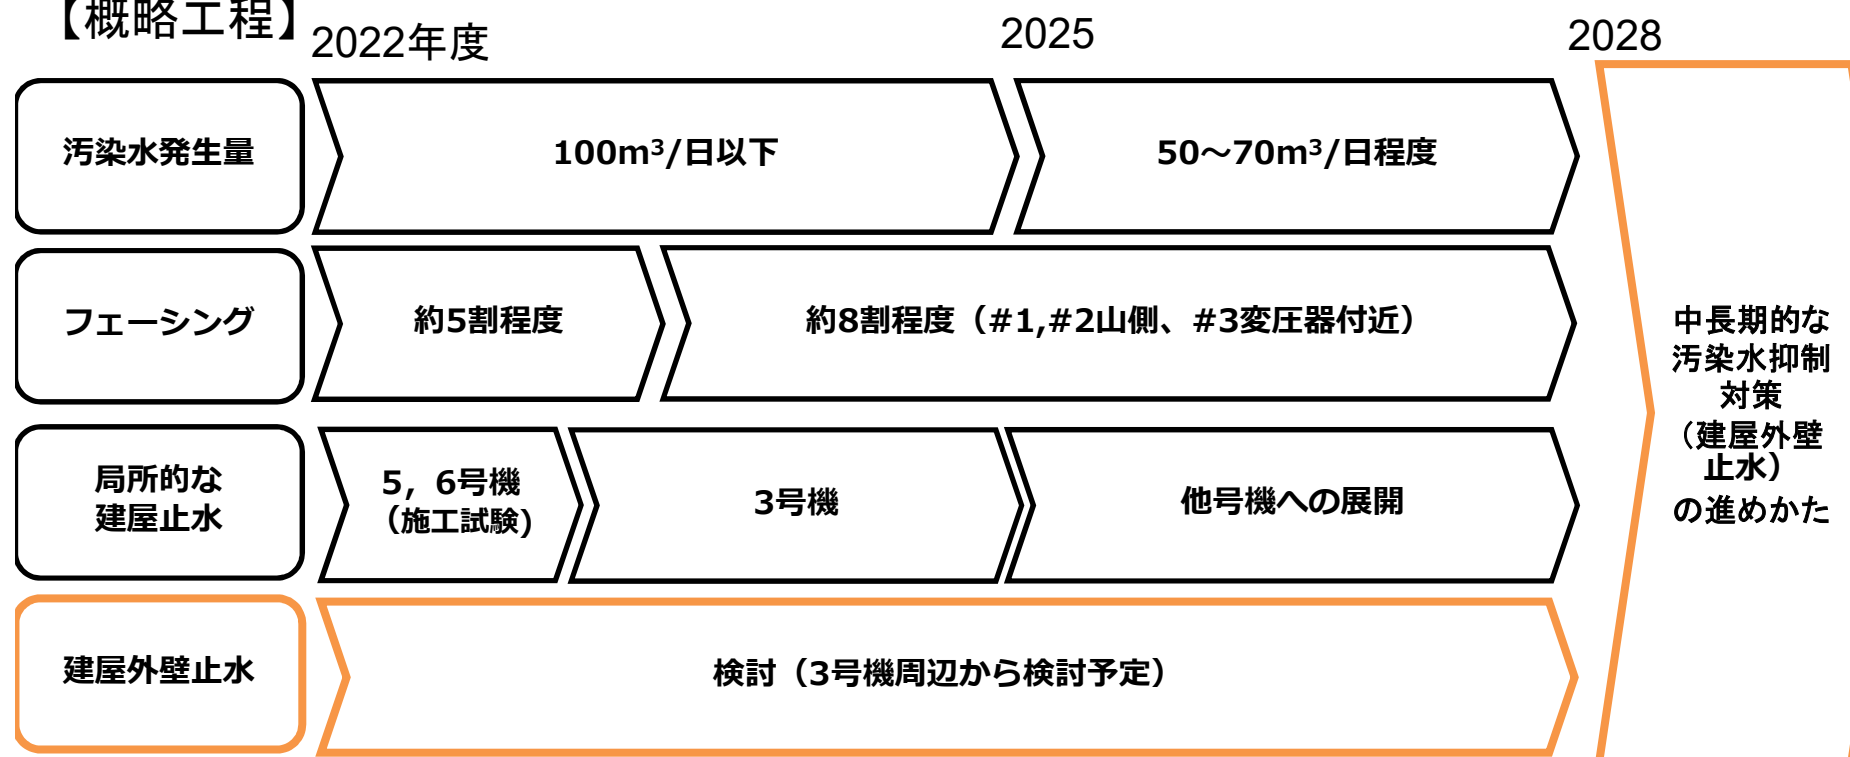 【概略工程】
2022年度
2025
2028
汚染水発生量
100m³/日以下
50～70m³/日程度
フェーシング
約5割程度
約8割程度（#1,#2山側、#3変圧器付近）
局所的な
建屋止水
5，6号機
（施工試験)
3号機
他号機への展開
建屋外壁止水
検討（3号機周辺から検討予定）
中長期的な
汚染水抑制
対策
（建屋外壁
止水）
の進めかた